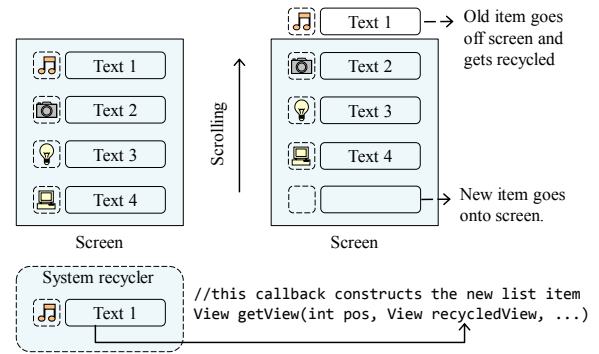 Text 1
Text 2
Text 3
Text 4
Screen
Scrolling
Text 1
Text 2
Text 3
Text 4
Screen
Old item goes
off screen and
gets recycled
New item goes
onto screen.
System recycler
Text 1
//this callback constructs the new list item
View getView(int pos, View recycledView, ...)